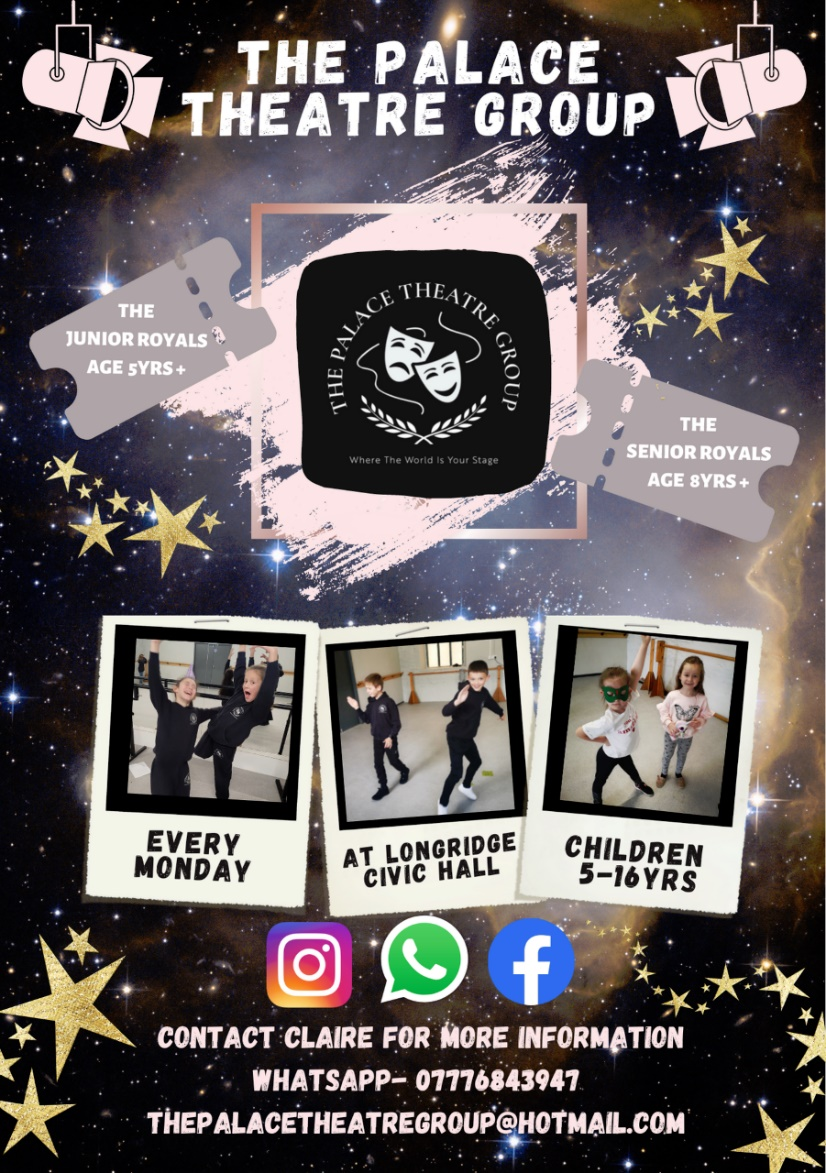 THE PALACE
THEATRE GROUP
THE PALACE THEATRE GROUP
Where The World Is Your Stage
THE
JUNIOR ROYALS
AGE 5YRS+
THE
SENIOR ROYALS
AGE 8YRS+
EVERY
MONDAY
AT LONGRIDGE
CIVIC HALL
CHILDREN
5-16YRS
CONTACT CLAIRE FOR MORE INFORMATION
WHATSAPP- 07776843947
THEPALACETHEATREGROUP@HOTMAIL.COM